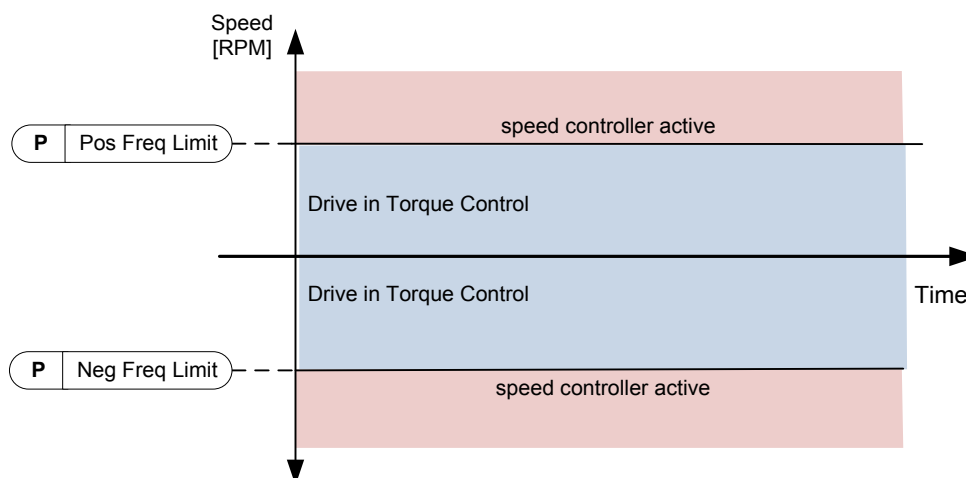 Speed
[RPM]
speed controller active
P Pos Freq Limit
Drive in Torque Control
Drive in Torque Control
Time
P Neg Freq Limit
speed controller active